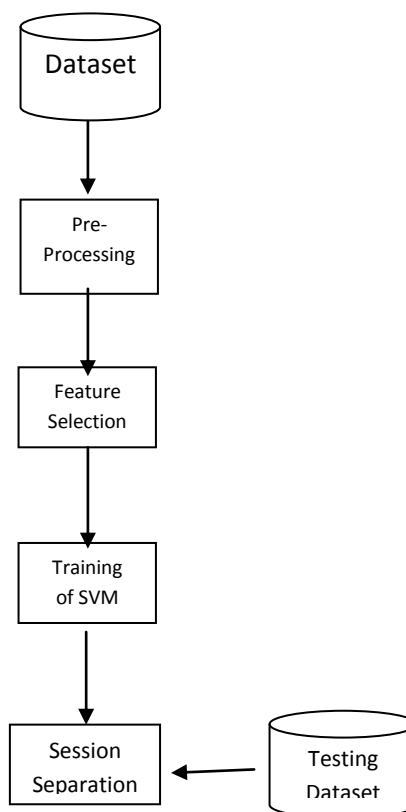 Dataset
Pre-
Processing
Feature
Selection
Training
of SVM
Session
Separation
Testing
Dataset